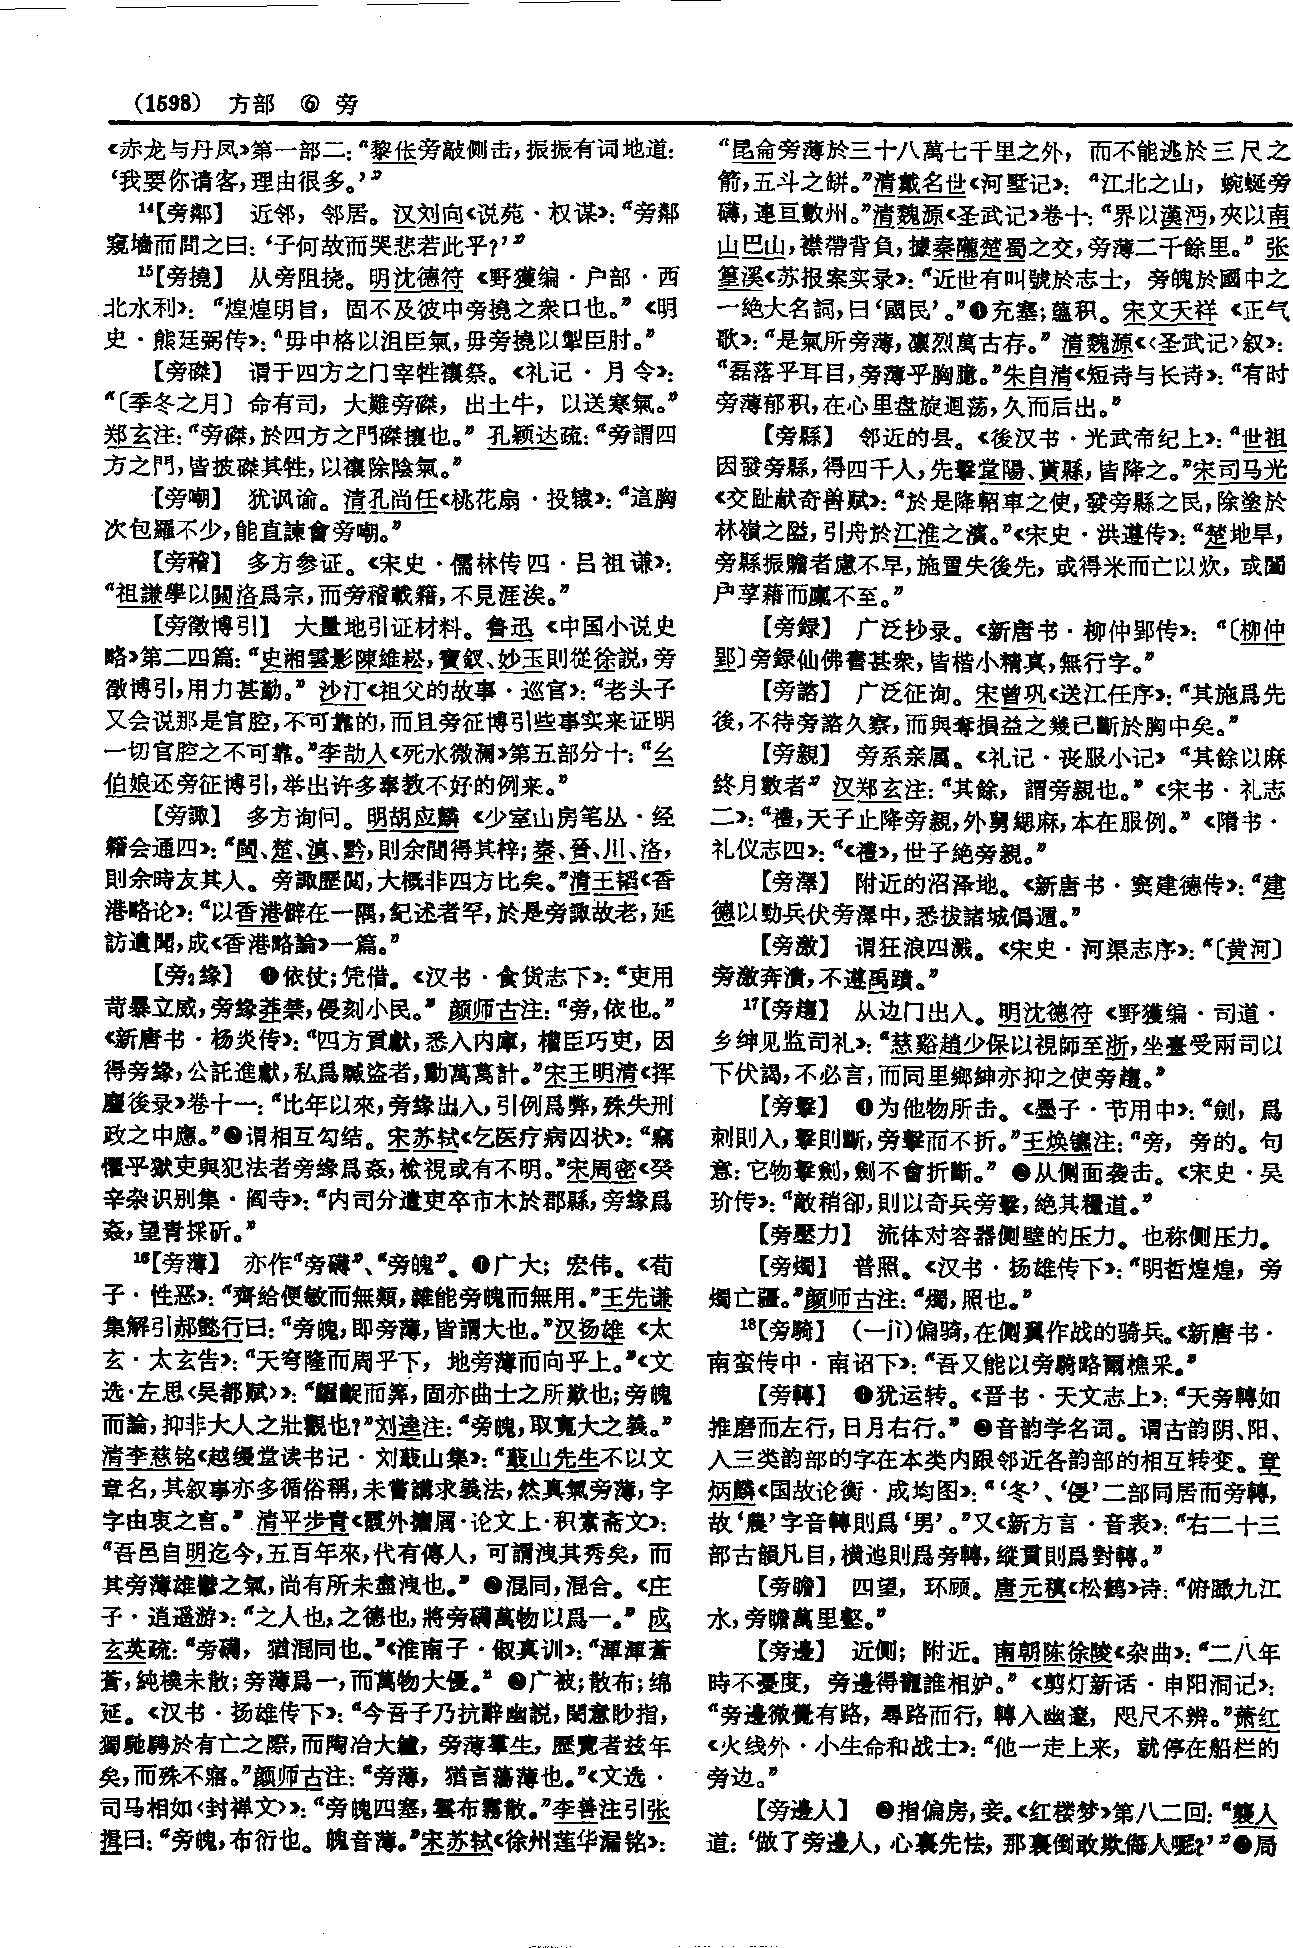 (1598) 方部 ⑥ 旁
《赤龙与丹凤》第一部二：“黎伥旁敲侧击，振振有词地道：
‘我要你请客，理由很多。’”
14【旁鄰】 近邻，邻居。汉刘向《说苑·权谋》：“旁鄰
窺墙而問之曰：‘子何故而哭悲若此乎？’”
15【旁撓】 从旁阻挠。明沈德符《野獲编·户部·西
北水利》：“煌煌明旨，固不及彼中旁撓之衆口也。”《明
史·熊廷弼传》：“毋中格以沮臣氣，毋旁撓以掣臣肘。”
【旁磔】 谓于四方之门宰牲禳祭。《礼记·月令》：
“〔季冬之月〕命有司，大難旁磔，出土牛，以送寒氣。”
郑玄注：“旁磔，於四方之門磔攘也。”孔颖达疏：“旁謂四
方之門，皆披磔其牲，以禳除陰氣。”
【旁嘲】 犹讽谕。清孔尚任《桃花扇·投辕》：“這胸
次包羅不少，能直諫會旁嘲。”
【旁稽】 多方参证。《宋史·儒林传四·吕祖谦》：
“祖謙學以關洛爲宗，而旁稽載籍，不見涯涘。”
【旁徵博引】 大量地引证材料。鲁迅《中国小说史
略》第二四篇：“史湘雲影陳維崧，寶釵、妙玉則從徐説，旁
徵博引，用力甚勤。”沙汀《祖父的故事·巡官》：“老头子
又会说那是官腔，不可靠的，而且旁征博引些事实来证明
一切官腔之不可靠。”李劼人《死水微澜》第五部分十：“幺
伯娘还旁征博引，举出许多奉教不好的例来。”
【旁諏】 多方询问。明胡应麟《少室山房笔丛·经
籍会通四》：“閩、楚、滇、黔，則余間得其梓；秦、晉、川、洛，
則余時友其人。旁諏歷閲，大概非四方比矣。”清王韬《香
港略论》：“以香港僻在一隅，紀述者罕，於是旁諏故老，延
訪遺聞，成《香港略論》一篇。”
【旁2緣】 ❶依仗；凭借。《汉书·食货志下》：“吏用
苛暴立威，旁緣莽禁，侵刻小民。”颜师古注：“旁，依也。”
《新唐书·杨炎传》：“四方貢獻，悉入内庫，權臣巧吏，因
得旁緣，公託進獻，私爲贓盗者，動萬萬計。”宋王明清《挥
麈後录》卷十一：“比年以來，旁緣出入，引例爲弊，殊失刑
政之中應。”❷谓相互勾结。宋苏轼《乞医疗病囚状》：“竊
懼乎獄吏與犯法者旁緣爲姦，檢視或有不明。”宋周密《癸
辛杂识别集·阎寺》：“内司分遣吏卒市木於郡縣，旁緣爲
姦，望青採斫。”
16【旁薄】 亦作“旁礴”、“旁魄”。❶广大；宏伟。《荀
子·性恶》：“齊給便敏而無類，雜能旁魄而無用。”王先谦
集解引郝懿行曰：“旁魄，即旁薄，皆謂大也。”汉扬雄《太
玄·太玄告》：“天穹隆而周乎下，地旁薄而向乎上。”《文
选·左思〈吴都赋〉》：“齷齪而筭，固亦曲士之所歎也；旁魄
而論，抑非大人之壯觀也？”刘逵注：“旁魄，取寬大之義。”
清李慈铭《越缦堂读书记·刘蕺山集》：“蕺山先生不以文
章名，其叙事亦多循俗稱，未嘗講求義法，然真氣旁薄，字
字由衷之言。”清平步青《霞外攟屑·论文上·积素斋文》：
“吾邑自明迄今，五百年來，代有傳人，可謂洩其秀矣，而
其旁薄雄鬱之氣，尚有所未盡洩也。”❷混同，混合。《庄
子·逍遥游》：“之人也，之德也，將旁礴萬物以爲一。”成
玄英疏：“旁礴，猶混同也。”《淮南子·俶真训》：“渾渾蒼
蒼，純樸未散；旁薄爲一，而萬物大優。”❸广被；散布；绵
延。《汉书·扬雄传下》：“今吾子乃抗辭幽説，閎意眇指，
獨馳騁於有亡之際，而陶冶大鑪，旁薄羣生，歷覽者兹年
矣，而殊不寤。”颜师古注：“旁薄，猶言蕩薄也。”《文选·
司马相如〈封禅文〉》：“旁魄四塞，雲布霧散。”李善注引张
揖曰：“旁魄，布衍也。魄音薄。”宋苏轼《徐州莲华漏铭》：
“昆侖旁薄於三十八萬七千里之外，而不能逃於三尺之
箭，五斗之缾。”清戴名世《河墅记》：“江北之山，蜿蜒旁
礴，連亘數州。”清魏源《圣武记》卷十：“界以漢沔，夾以南
山巴山，襟帶背負，據秦隴楚蜀之交，旁薄二千餘里。”张
篁溪《苏报案实录》：“近世有叫號於志士，旁魄於國中之
一绝大名詞，曰‘國民’。”❹充塞；蕴积。宋文天祥《正气
歌》：“是氣所旁薄，凛烈萬古存。”清魏源《〈圣武记〉叙》：
“磊落乎耳目，旁薄乎胸臆。”朱自清《短诗与长诗》：“有时
旁薄郁积，在心里盘旋迴荡，久而后出。”
【旁縣】 邻近的县。《後汉书·光武帝纪上》：“世祖
因發旁縣，得四千人，先擊堂陽、貰縣，皆降之。”宋司马光
《交趾献奇兽赋》：“於是降軺車之使，發旁縣之民，除塗於
林嶺之隘，引舟於江淮之濱。”《宋史·洪遵传》：“楚地旱，
旁縣振贍者慮不早，施置失後先，或得米而亡以炊，或闔
户莩藉而廪不至。”
【旁録】 广泛抄录。《新唐书·柳仲郢传》：“〔柳仲
郢〕旁録仙佛書甚衆，皆楷小精真，無行字。”
【旁諮】 广泛征询。宋曾巩《送江任序》：“其施爲先
後，不待旁諮久察，而與奪損益之幾已斷於胸中矣。”
【旁親】 旁系亲属。《礼记·丧服小记》“其餘以麻
終月數者”汉郑玄注：“其餘，謂旁親也。”《宋书·礼志
二》：“禮，天子止降旁親，外舅緦麻，本在服例。”《隋书·
礼仪志四》：“《禮》，世子绝旁親。”
【旁澤】 附近的沼泽地。《新唐书·窦建德传》：“建
德以勁兵伏旁澤中，悉拔諸城僞遁。”
【旁激】 谓狂浪四溅。《宋史·河渠志序》：“〔黄河〕
旁激奔潰，不遵禹蹟。”
17【旁趨】 从边门出入。明沈德符《野獲编·司道·
乡绅见监司礼》：“慈谿趙少保以視師至浙，坐臺受兩司以
下伏謁，不必言，而同里鄉紳亦抑之使旁趨。”
【旁擊】 ❶为他物所击。《墨子·节用中》：“劍，爲
刺則入，擊則斷，旁擊而不折。”王焕镳注：“旁，旁的。句
意：它物擊劍，劍不會折斷。”❷从侧面袭击。《宋史·吴
玠传》：“敵稍卻，則以奇兵旁擊，絶其糧道。”
【旁壓力】 流体对容器侧壁的压力。也称侧压力。
【旁燭】 普照。《汉书·扬雄传下》：“明哲煌煌，旁
燭亡疆。”颜师古注：“燭，照也。”
18【旁騎】 （—jì）偏骑，在侧翼作战的骑兵。《新唐书·
南蛮传中·南诏下》：“吾又能以旁騎略爾樵采。”
【旁轉】 ❶犹运转。《晋书·天文志上》：“天旁轉如
推磨而左行，日月右行。”❷音韵学名词。谓古韵阴、阳、
入三类韵部的字在本类内跟邻近各韵部的相互转变。章
炳麟《国故论衡·成均图》：“‘冬’、‘侵’二部同居而旁轉，
故‘農’字音轉則爲‘男’。”又《新方言·音表》：“右二十三
部古韻凡目，横迆則爲旁轉，縱貫則爲對轉。”
【旁瞻】 四望，环顾。唐元稹《松鹤》诗：“俯瞰九江
水，旁瞻萬里壑。”
【旁邊】 近侧；附近。南朝陈徐陵《杂曲》：“二八年
時不憂度，旁邊得寵誰相妒。”《剪灯新话·申阳洞记》：
“旁邊微覺有路，尋路而行，轉入幽邃，咫尺不辨。”萧红
《火线外·小生命和战士》：“他一走上来，就停在船栏的
旁边。”
【旁邊人】 ❶指偏房，妾。《红楼梦》第八二回：“襲人
道：‘做了旁邊人，心裏先怯，那裏倒敢欺侮人呢？’”❷局